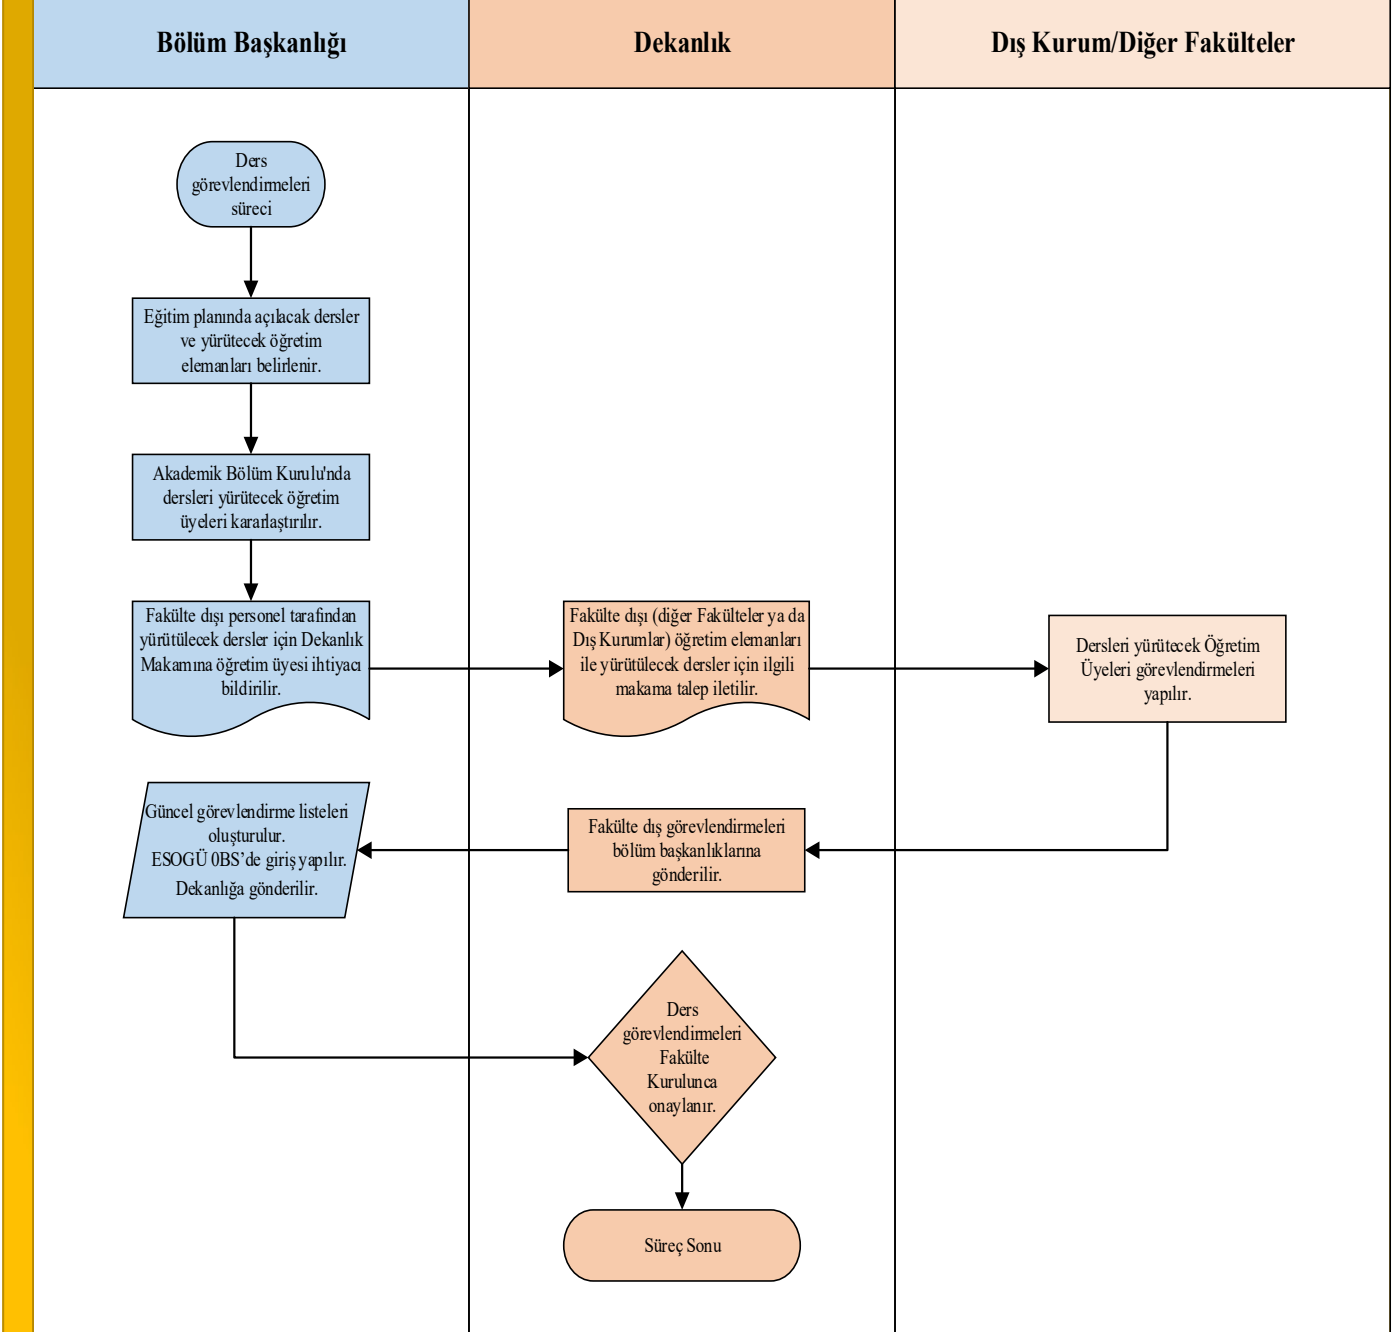 Bölüm Başkanlığı
Dekanlık
Dış Kurum/Diğer Fakülteler
Ders
görevlendirmeleri
süreci
Eğitim planında açılacak dersler
ve yürütecek öğretim
elemanları belirlenir.
Akademik Bölüm Kurulu'nda
dersleri yürütecek öğretim
üyeleri kararlaştırılır.
Fakülte dışı personel tarafından
yürütülecek dersler için Dekanlık
Makamına öğretim üyesi ihtiyacı
bildirilir.
Fakülte dışı (diğer Fakülteler ya da
Dış Kurumlar) öğretim elemanları
ile yürütülecek dersler için ilgili
makama talep iletilir.
Dersleri yürütecek Öğretim
Üyeleri görevlendirmeleri
yapılır.
Fakülte dış görevlendirmeleri
bölüm başkanlıklarına
gönderilir.
Güncel görevlendirme listeleri
oluşturulur.
ESOGÜ 0BS’de giriş yapılır.
Dekanlığa gönderilir.
Ders
görevlendirmeleri
Fakülte
Kurulunca
onaylanır.
Süreç Sonu